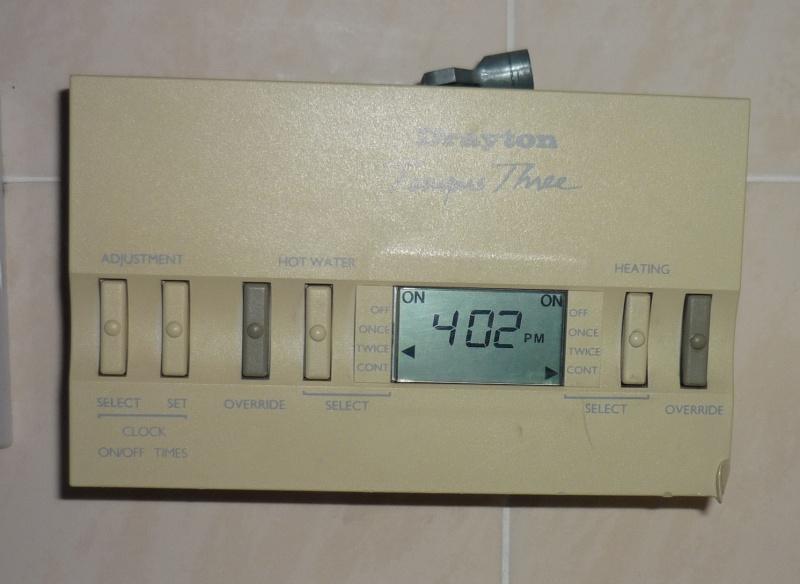 Drayton
Tempus Three
ADJUSTMENT
HOT WATER
HEATING
ON ON
4 02 PM
OFF
ONCE
TWICE
CONT
OFF
ONCE
TWICE
CONT
SELECT SET
OVERRIDE
SELECT
SELECT
OVERRIDE
CLOCK
ON/OFF TIMES